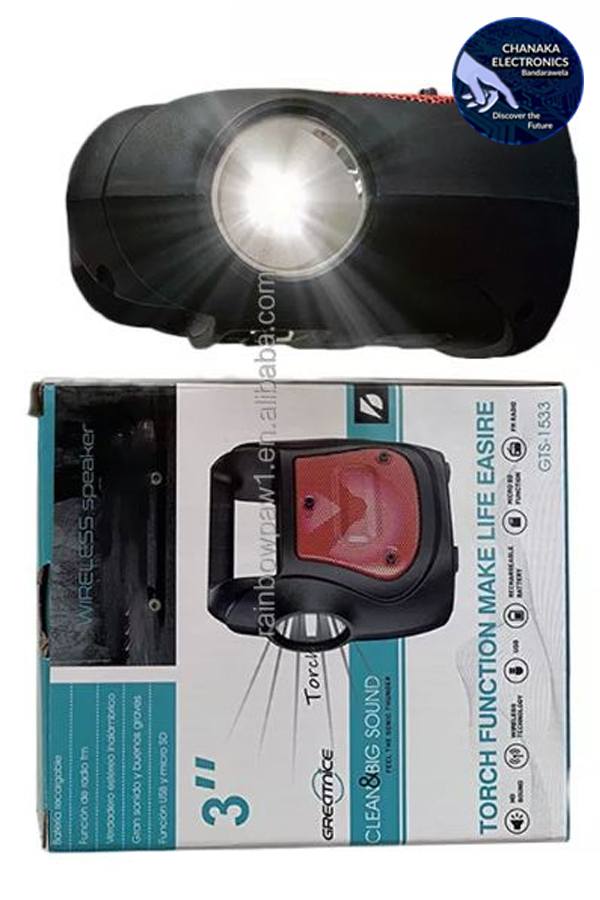 CHANAKA
ELECTRONICS
Bandarawela
Discover the
Future
rainbowpaw1.en.alibaba.com
WIRELESS speaker
Batería recargable
Función de radio fm
Verdadero estéreo inalámbrico
Gran sonido y buenos graves
Función USB y micro SD
3"
Torch
GREATNICE
CLEAN&BIG SOUND
FEEL THE SONIC THUNDER
TORCH FUNCTION MAKE LIFE EASIRE
HD
SOUND
WIRELESS
TECHNOLOGY
USB
RECHARGEABLE
BATTERY
MICRO SD
FUNCTION
FM RADIO
GTS-1533